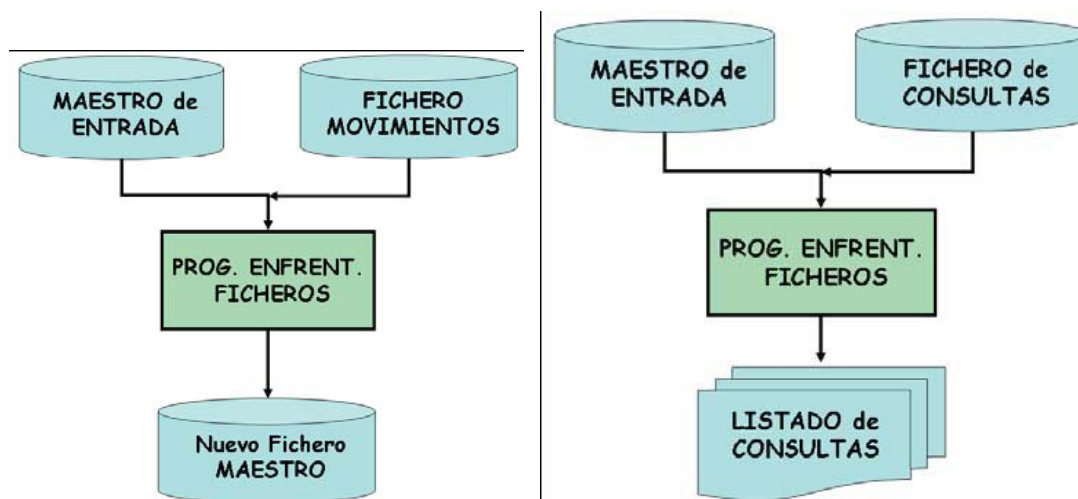 MAESTRO de
ENTRADA
FICHERO
MOVIMIENTOS
PROG. ENFRENT.
FICHEROS
Nuevo Fichero
MAESTRO
MAESTRO de
ENTRADA
FICHERO de
CONSULTAS
PROG. ENFRENT.
FICHEROS
LISTADO de
CONSULTAS